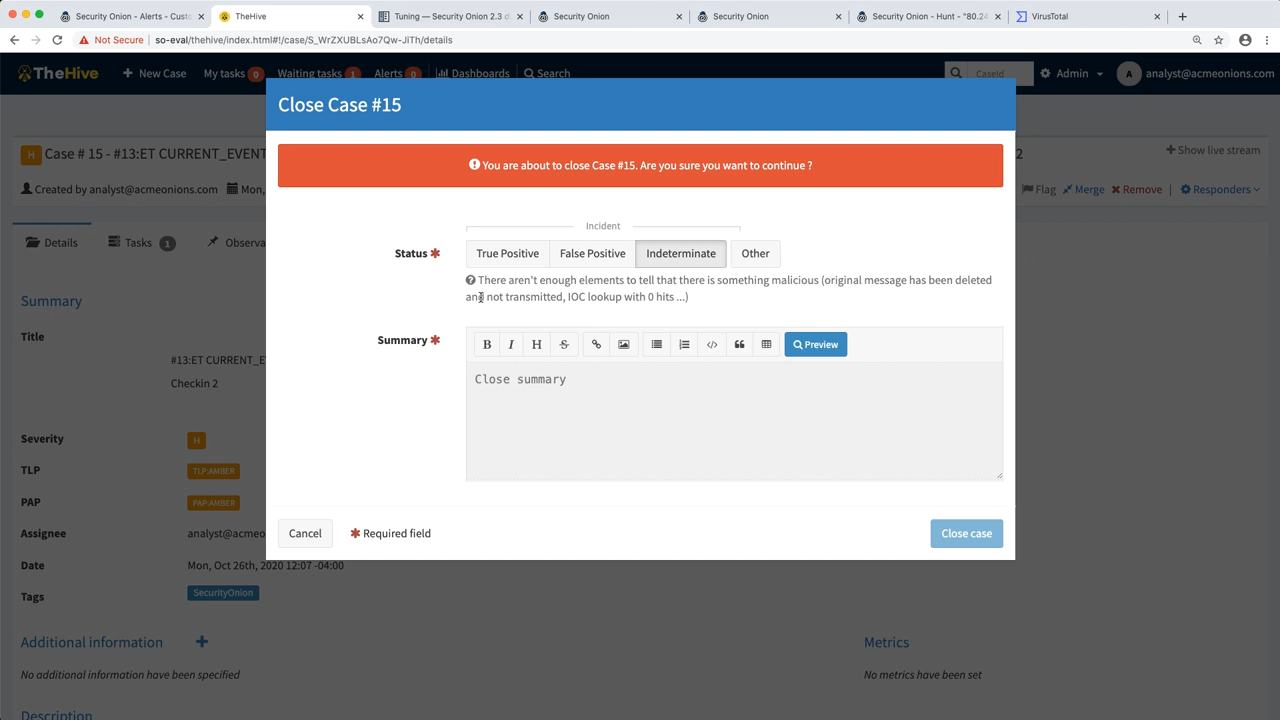 Security Onion - Alerts - Custo
TheHive
Tuning — Security Onion 2.3 d
Security Onion
Security Onion
Security Onion - Hunt - "80.24
VirusTotal
Not Secure
so-eval/thehive/index.html#!/case/S_WrZXUBLsAo7Qw-JiTh/details
TheHive
New Case
My tasks 0
Waiting tasks 1
Alerts 0
Dashboards
Search
CaseId
Admin
A
analyst@acmeonions.com
Close Case #15
You are about to close Case #15. Are you sure you want to continue ?
H
Case # 15 - #13:ET CURRENT_EVENT
2
Show live stream
Created by analyst@acmeonions.com
Mon,
Flag
Merge
Remove
Responders
Details
Tasks 1
Observa
Incident
Status *
True Positive
False Positive
Indeterminate
Other
There aren't enough elements to tell that there is something malicious (original message has been deleted
and not transmitted, IOC lookup with 0 hits ...)
Summary *
B
I
H
S
Preview
Close summary
Cancel
* Required field
Close case
Summary
Title
#13:ET CURRENT_E
Checkin 2
Severity
H
TLP
TLP:AMBER
PAP
PAP:AMBER
Assignee
analyst@acmeo
Date
Mon, Oct 26th, 2020 12:07 -04:00
Tags
SecurityOnion
Additional information
Metrics
No additional information have been specified
No metrics have been set
Description